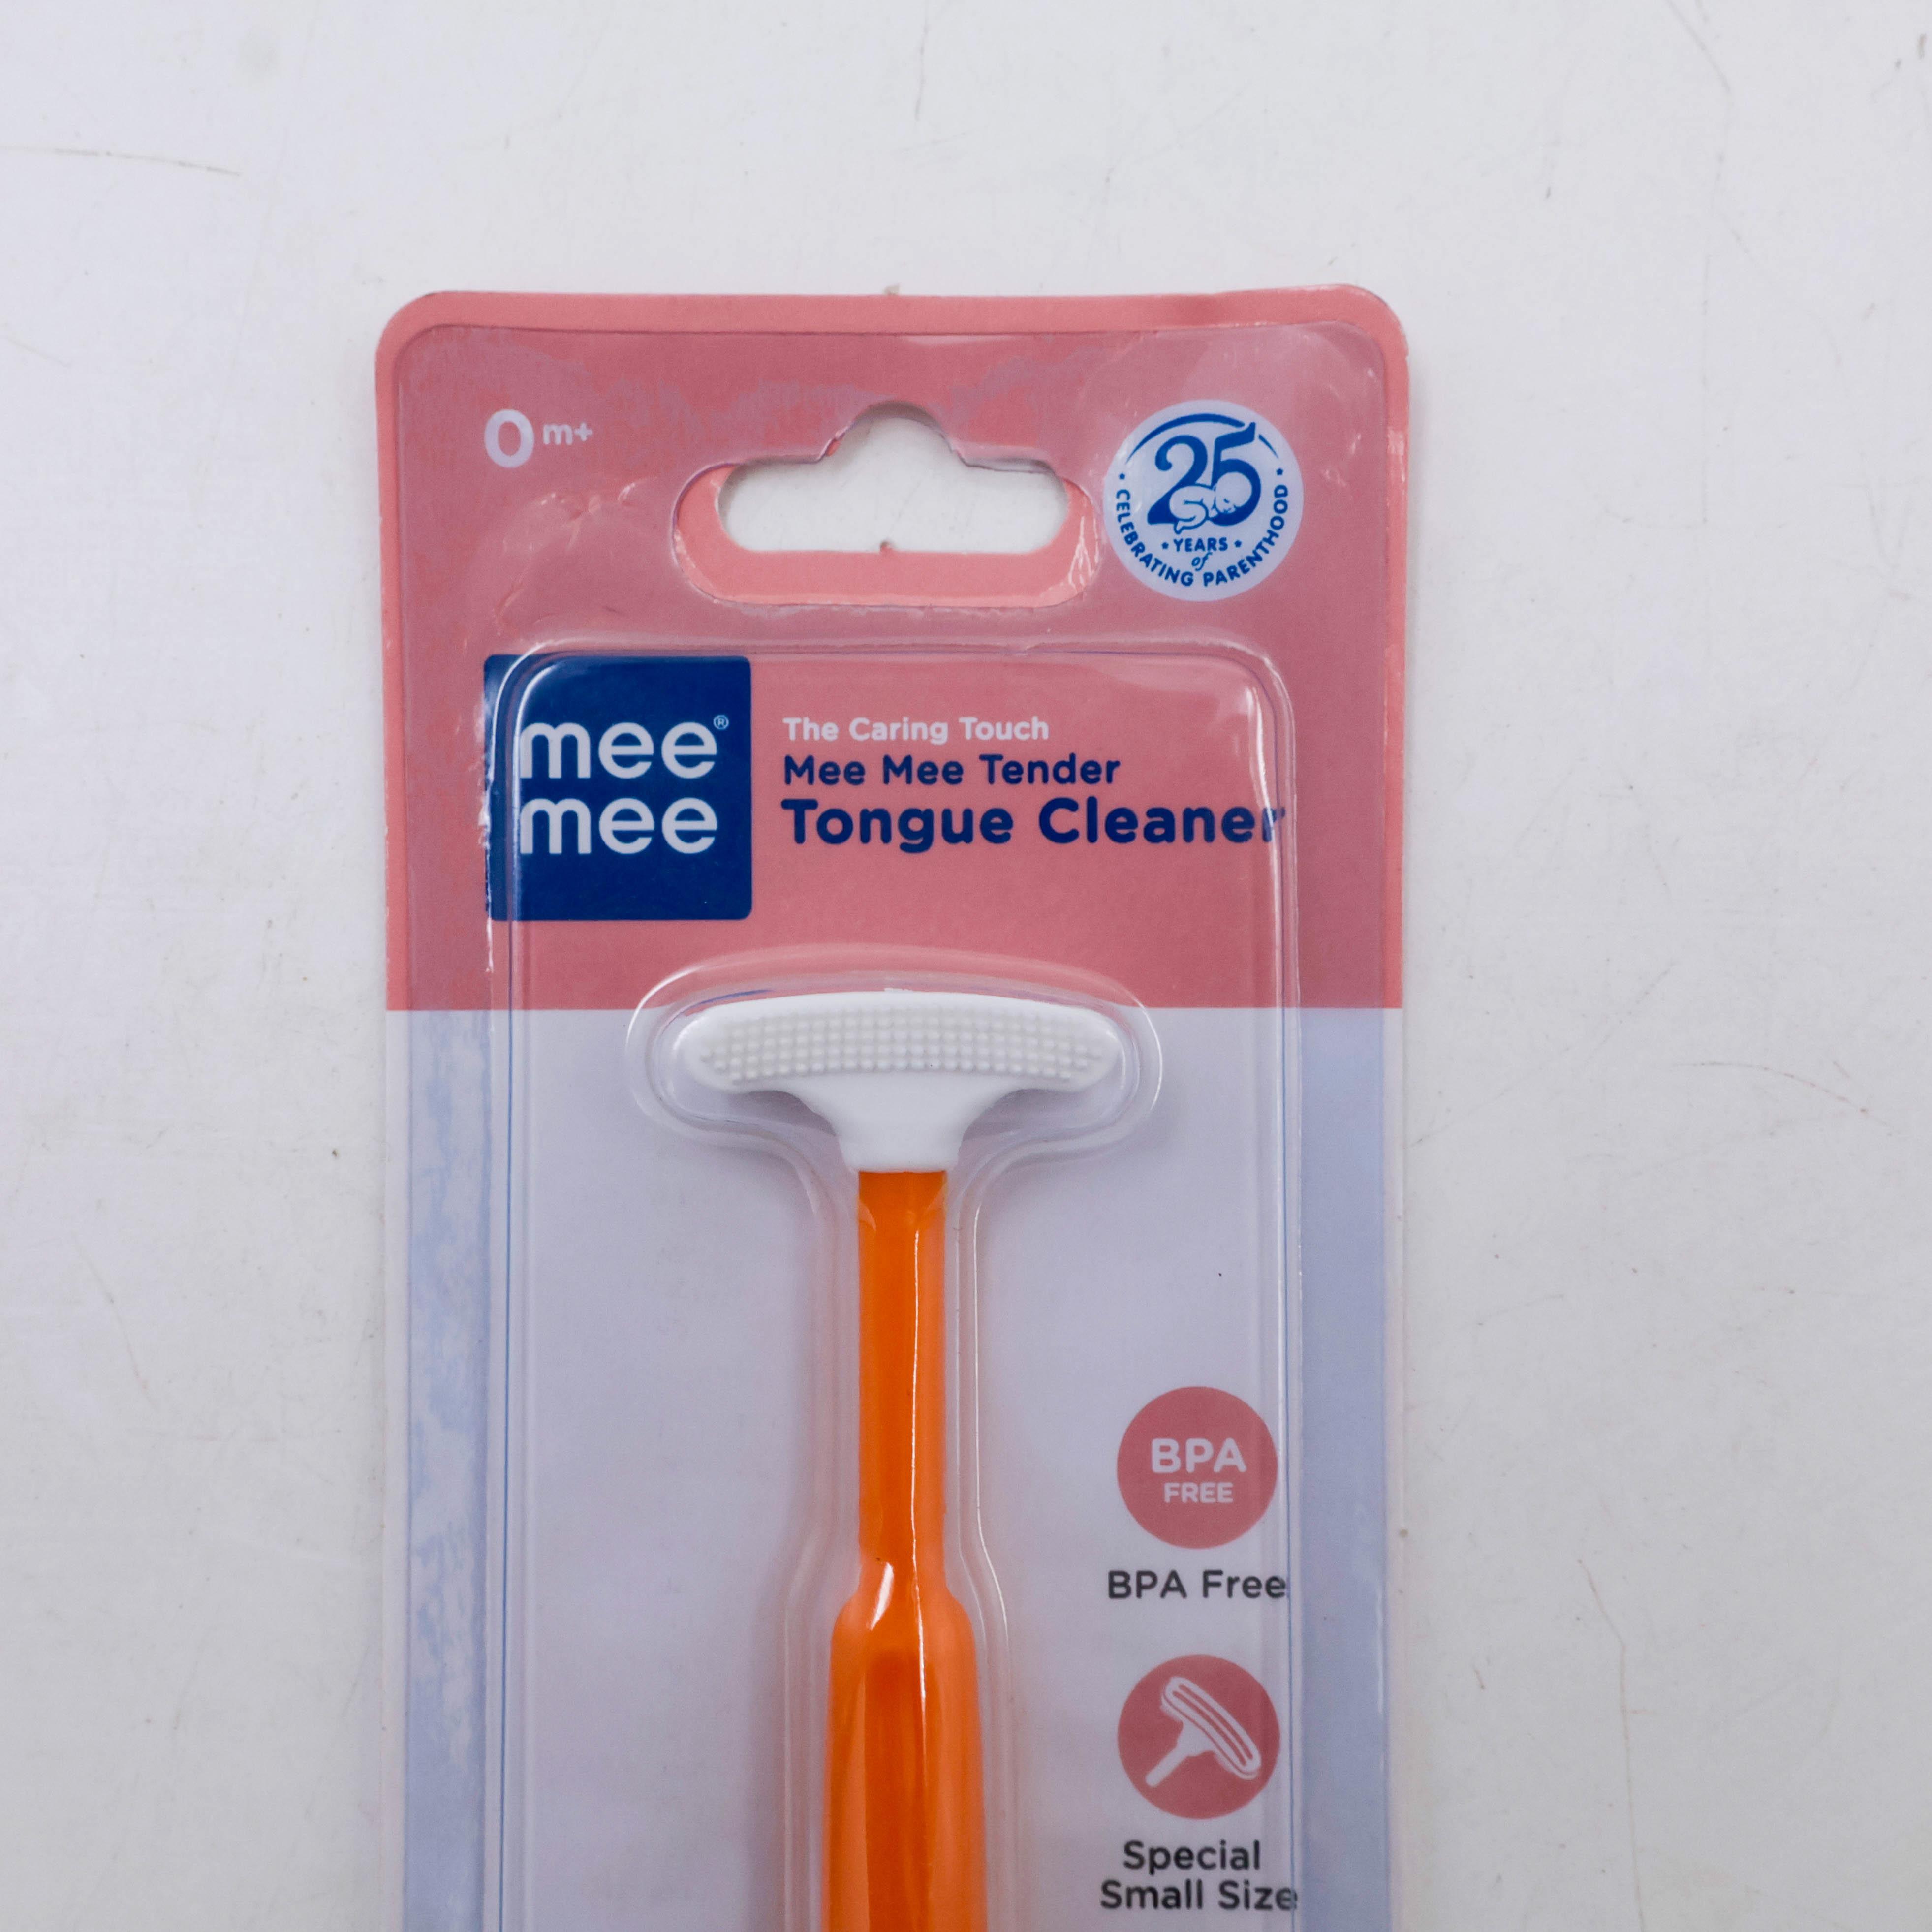 0 m+
25
YEARS
of
CELEBRATING PARENTHOOD
mee®
mee
The Caring Touch
Mee Mee Tender
Tongue Cleaner
BPA
FREE
BPA Free
Special
Small Size